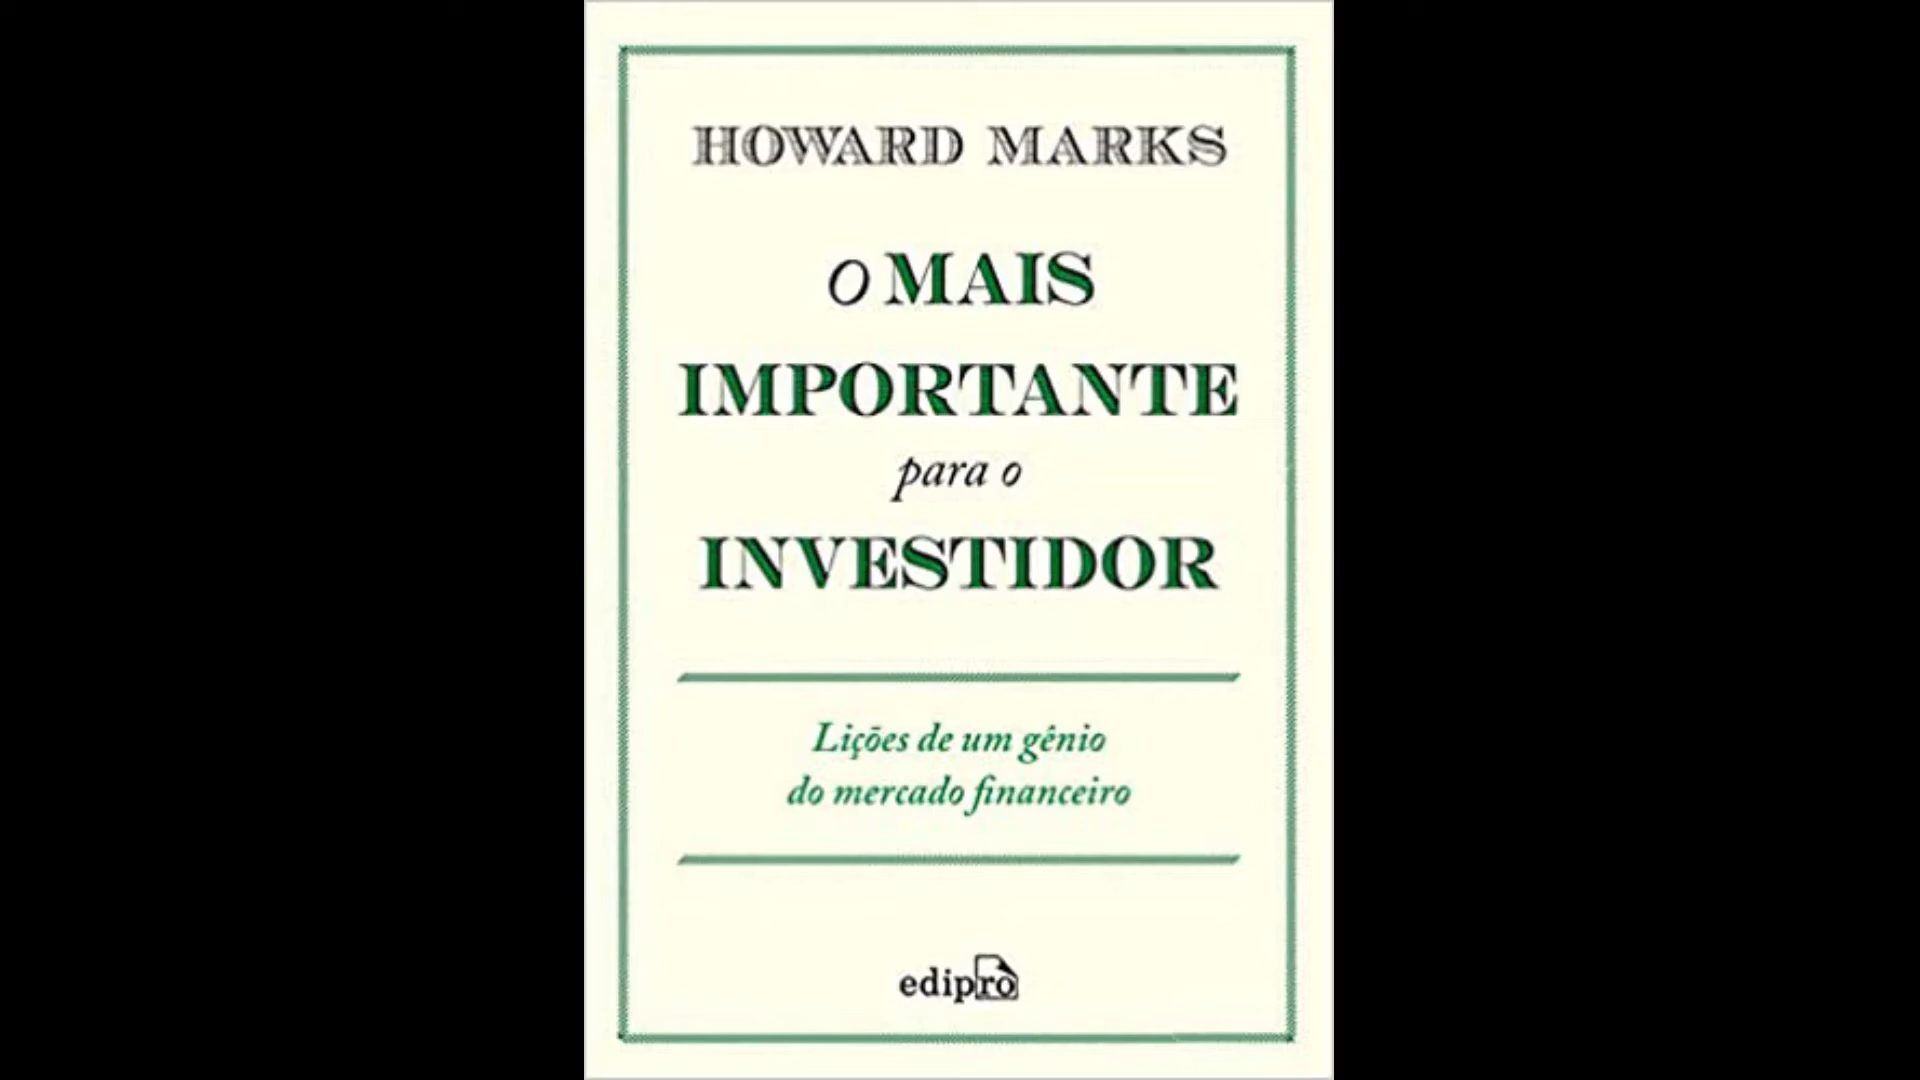 HOWARD MARKS
O MAIS
IMPORTANTE
para o
INVESTIDOR
Lições de um gênio
do mercado financeiro
edipro